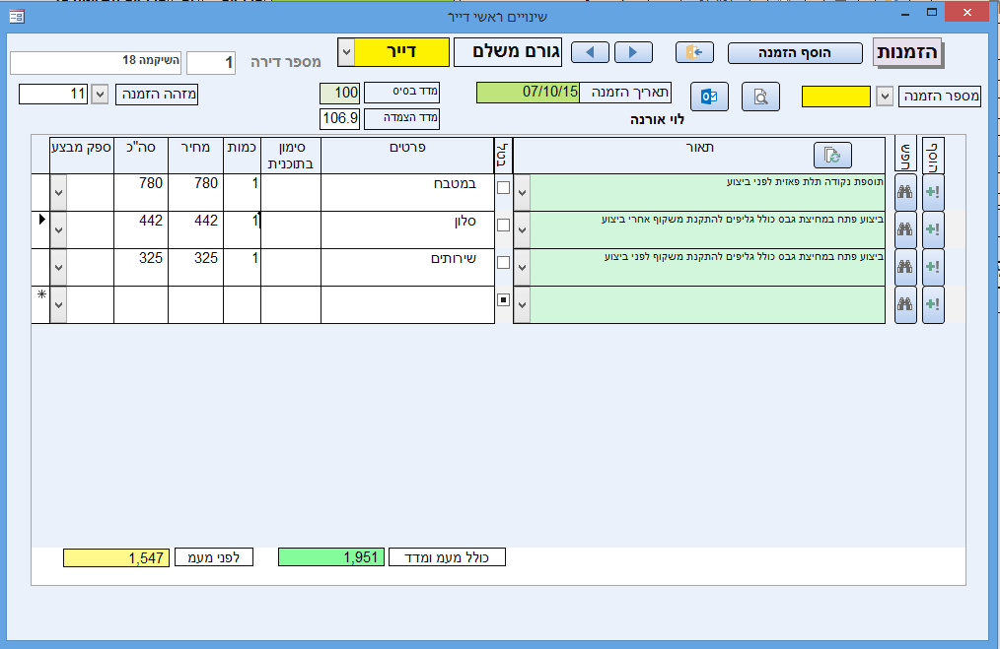 שינויים ראשי דייר
הזמנות
הוסף הזמנה
גורם משלם
דייר
מספר דירה
1
השיקמה 18
מספר הזמנה
תאריך הזמנה
07/10/15
מדד בסיס
100
מזהה הזמנה
11
לוי אורנה
מדד הצמדה
106.9
הוסף
חפש
תאור
בטל
פרטים
סימון בתוכנית
כמות
מחיר
סה"כ
ספק מבצע
תוספת נקודה תלת פאזית לפני ביצוע
במטבח
1
780
780
ביצוע פתח במחיצת גבס כולל גליפים להתקנת משקוף אחרי ביצוע
סלון
1
442
442
ביצוע פתח במחיצת גבס כולל גליפים להתקנת משקוף לפני ביצוע
שירותים
1
325
325
כולל מעמ ומדד
1,951
לפני מעמ
1,547